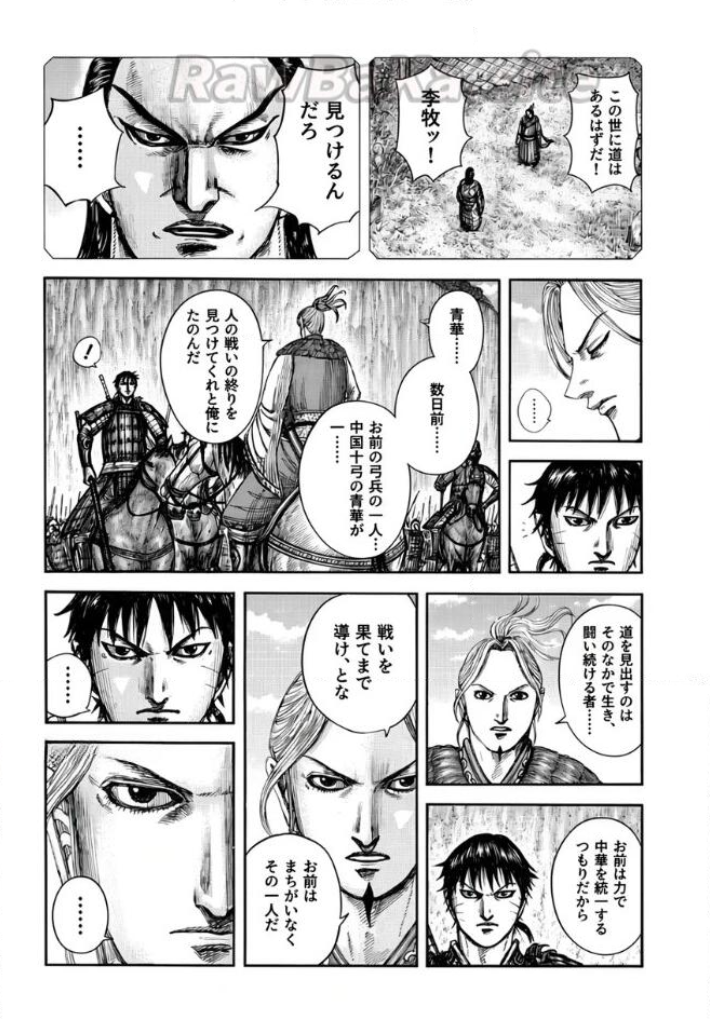 RawBaKa
この世に道は
あるはずだ！
李牧ッ！
見つけるん
だろ
……
……
青華……
数日前……
お前の弓兵の一人…
中国十弓の青華が
……
人の戦いの終りを
見つけてくれと俺に
たのんだ
！
道を見出すのは
そのなかで生き、
闘い続ける者……
戦いを
果てまで
導け、とな
……
お前は力で
中華を統一する
つもりだから
お前は
まちがいなく
その一人だ
……